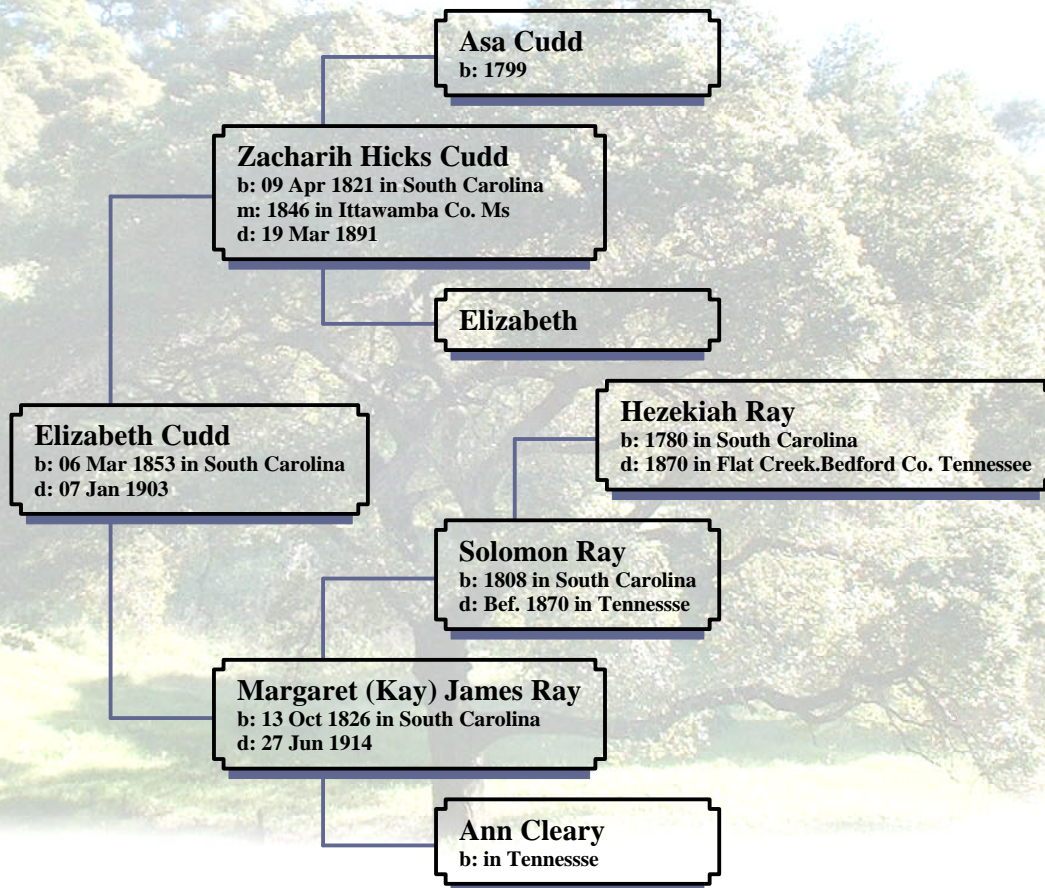 Asa Cudd
b: 1799
Zacharih Hicks Cudd
b: 09 Apr 1821 in South Carolina
m: 1846 in Ittawamba Co. Ms
d: 19 Mar 1891
Elizabeth
Hezekiah Ray
b: 1780 in South Carolina
d: 1870 in Flat Creek.Bedford Co. Tennessee
Elizabeth Cudd
b: 06 Mar 1853 in South Carolina
d: 07 Jan 1903
Solomon Ray
b: 1808 in South Carolina
d: Bef. 1870 in Tennessse
Margaret (Kay) James Ray
b: 13 Oct 1826 in South Carolina
d: 27 Jun 1914
Ann Cleary
b: in Tennessse